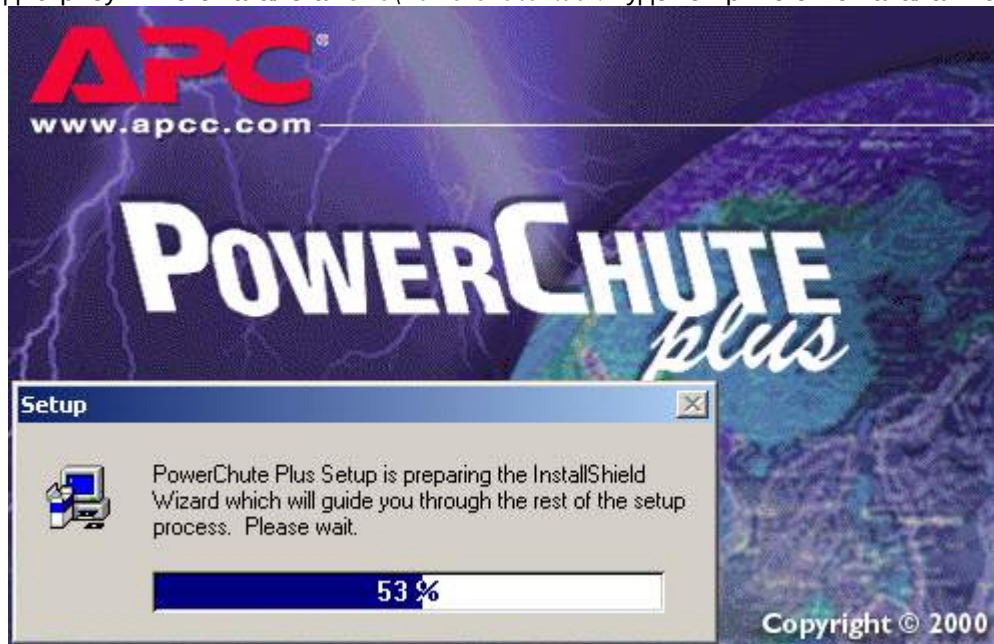 APC®
www.apcc.com
POWERCHUTE
plus
Setup
PowerChute Plus Setup is preparing the InstallShield
Wizard which will guide you through the rest of the setup
process. Please wait.
53 %
Copyright © 2000